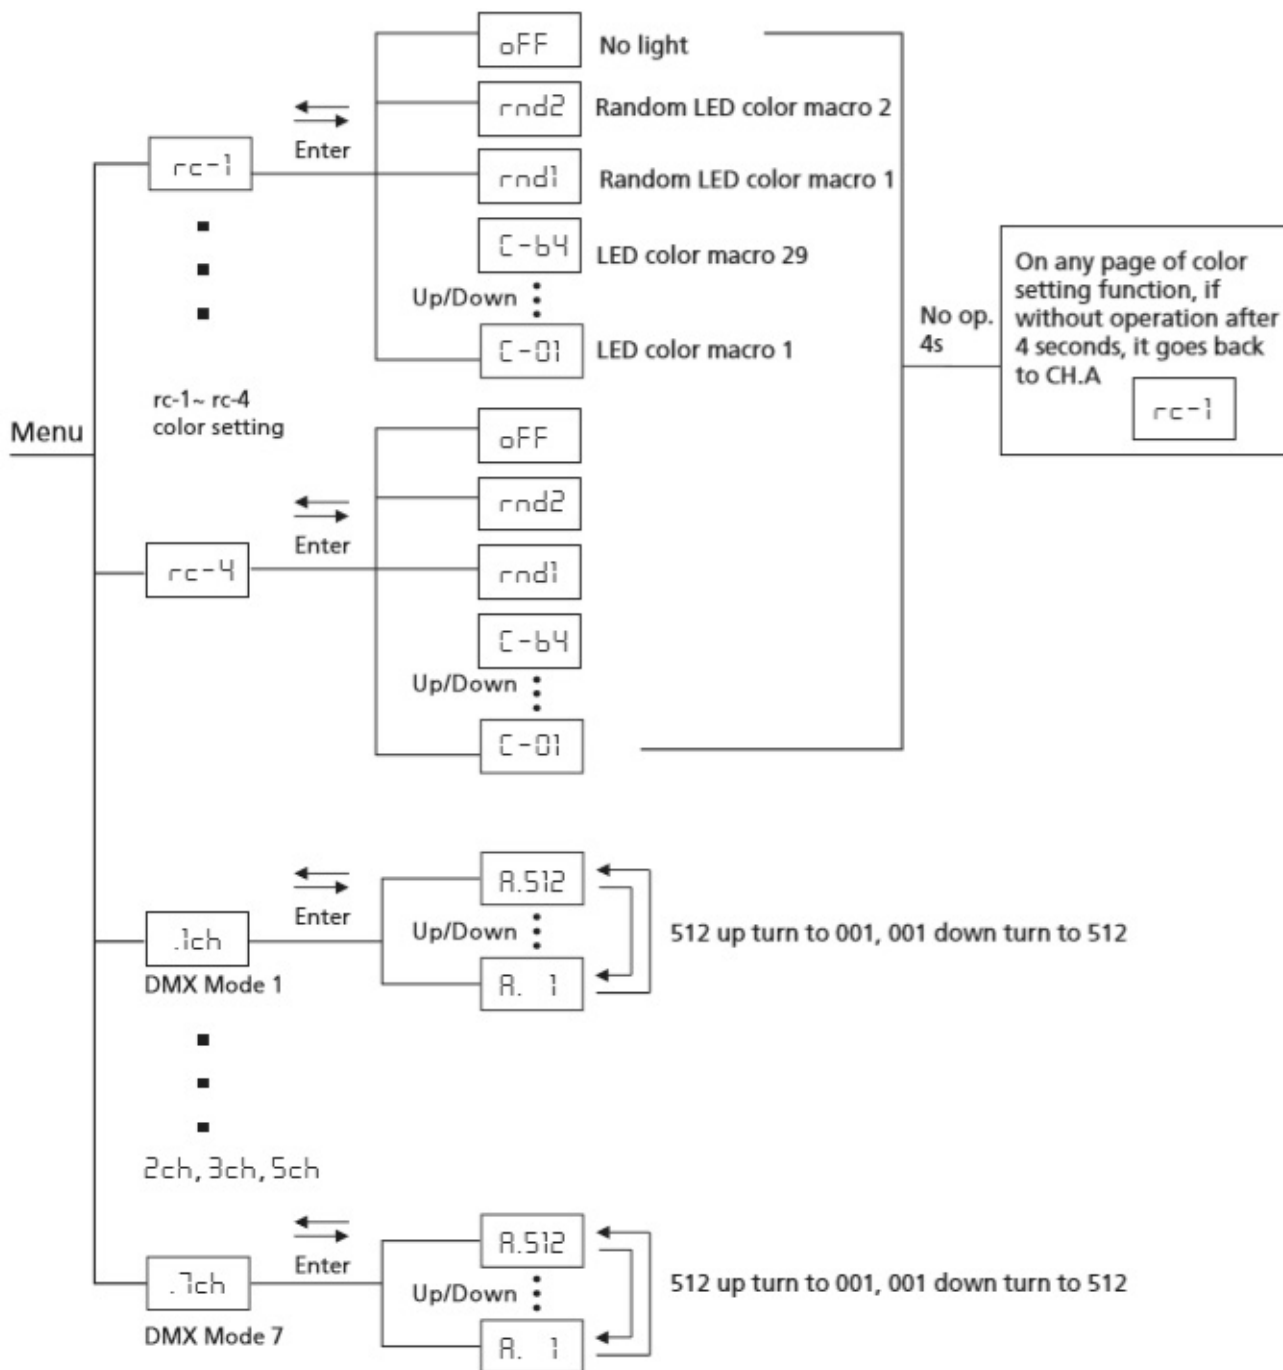 oFF
No light
rnd2
Random LED color macro 2
Enter
rc-1
rnd1
Random LED color macro 1
C-b4
LED color macro 29
Up/Down
C-01
LED color macro 1
No op.
4s
On any page of color
setting function, if
without operation after
4 seconds, it goes back
to CH.A
rc-1
rc-1~ rc-4
color setting
Menu
oFF
rnd2
Enter
rc-4
rnd1
C-b4
Up/Down
C-01
A.512
Enter
.1ch
DMX Mode 1
Up/Down
512 up turn to 001, 001 down turn to 512
A. 1
2ch, 3ch, 5ch
A.512
Enter
.7ch
DMX Mode 7
Up/Down
512 up turn to 001, 001 down turn to 512
A. 1